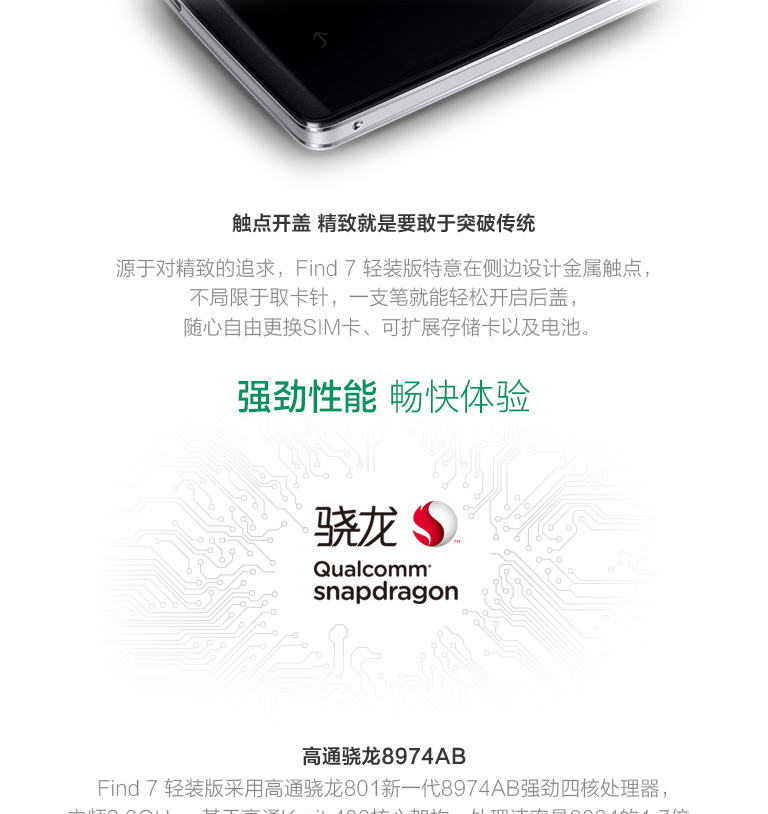 触点开盖 精致就是要敢于突破传统
源于对精致的追求，Find 7 轻装版特意在侧边设计金属触点，
不局限于取卡针，一支笔就能轻松开启后盖，
随心自由更换SIM卡、可扩展存储卡以及电池。
强劲性能 畅快体验
骁龙
TM
Qualcomm
snapdragon
高通骁龙8974AB
Find 7 轻装版采用高通骁龙801新一代8974AB强劲四核处理器，